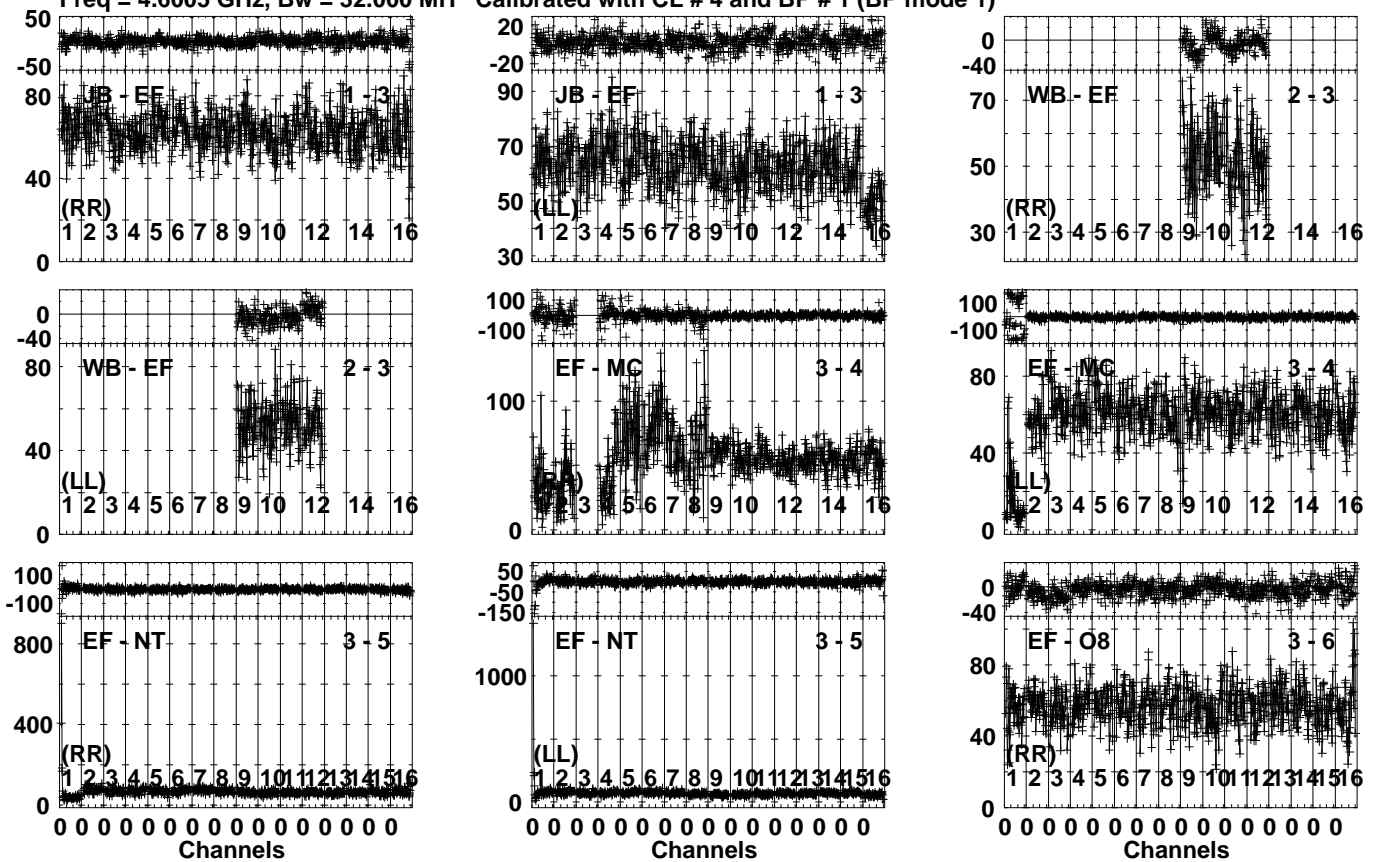 Freq = 4.6005 GHz, Bw = 32.000 MH Calibrated with CL # 4 and BP # 1 (BP mode 1)
50
-50
80
40
0
JB - EF 1 - 3
(RR)
1 2 3 4 5 6 7 8 9 10 12 14 16
20
-20
90
70
50
30
JB - EF 1 - 3
(LL)
1 2 3 4 5 6 7 8 9 10 12 14 16
0
-40
70
50
30
WB - EF 2 - 3
(RR)
1 2 3 4 5 6 7 8 9 10 12 14 16
0
-40
80
40
0
WB - EF 2 - 3
(LL)
1 2 3 4 5 6 7 8 9 10 12 14 16
100
-100
100
0
EF - MC 3 - 4
(RR)
2 3 4 5 6 7 8 9 10 12 14 16
100
-100
80
40
0
EF - MC 3 - 4
(LL)
2 3 4 5 6 7 8 9 10 12 14 16
100
-100
800
400
0
EF - NT 3 - 5
(RR)
1 2 3 4 5 6 7 8 9 10 11 12 13 14 15 16
50
-50
-150
1000
0
EF - NT 3 - 5
(LL)
1 2 3 4 5 6 7 8 9 10 11 12 13 14 15 16
0
-40
80
40
0
EF - O8 3 - 6
(RR)
1 2 3 4 5 6 7 8 9 10 11 12 13 14 15 16
0 0 0 0 0 0 0 0 0 0 0 0 0 0 0 0
0 0 0 0 0 0 0 0 0 0 0 0 0 0 0 0
0 0 0 0 0 0 0 0 0 0 0 0 0 0 0 0
Channels
Channels
Channels